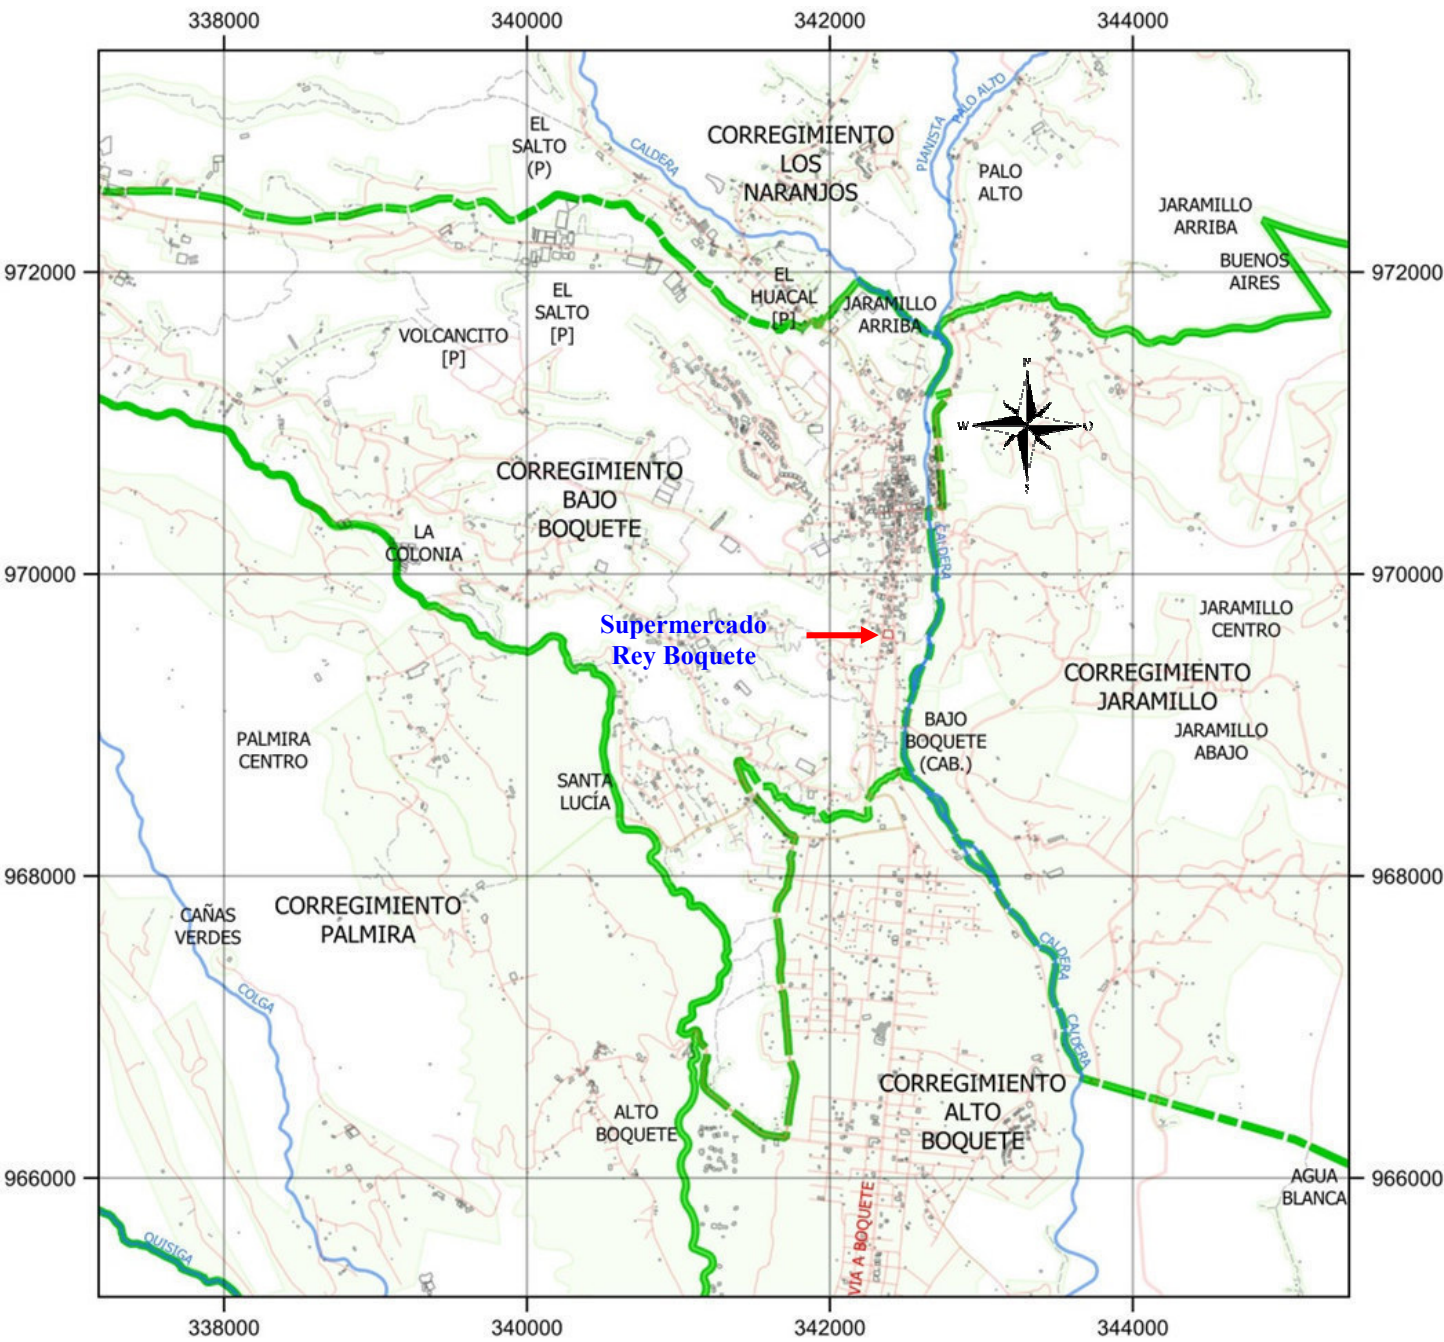 338000
340000
342000
344000
EL
SALTO
(P)
CALDERA
CORREGIMIENTO
LOS
NARANJOS
PIANISTA
PALO ALTO
PALO
ALTO
JARAMILLO
ARRIBA
BUENOS
AIRES
972000
972000
EL
SALTO
[P]
EL
HUACAL
[P]
JARAMILLO
ARRIBA
VOLCANCITO
[P]
N
W
O
S
CORREGIMIENTO
BAJO
BOQUETE
LA
COLONIA
CALDERA
970000
970000
Supermercado
Rey Boquete
JARAMILLO
CENTRO
CORREGIMIENTO
JARAMILLO
JARAMILLO
ABAJO
PALMIRA
CENTRO
BAJO
BOQUETE
(CAB.)
SANTA
LUCÍA
968000
968000
CAÑAS
VERDES
CORREGIMIENTO
PALMIRA
COLGA
CALDERA
CALDERA
CORREGIMIENTO
ALTO
BOQUETE
ALTO
BOQUETE
966000
966000
AGUA
BLANCA
VIA A BOQUETE
QUISIGA
338000
340000
342000
344000